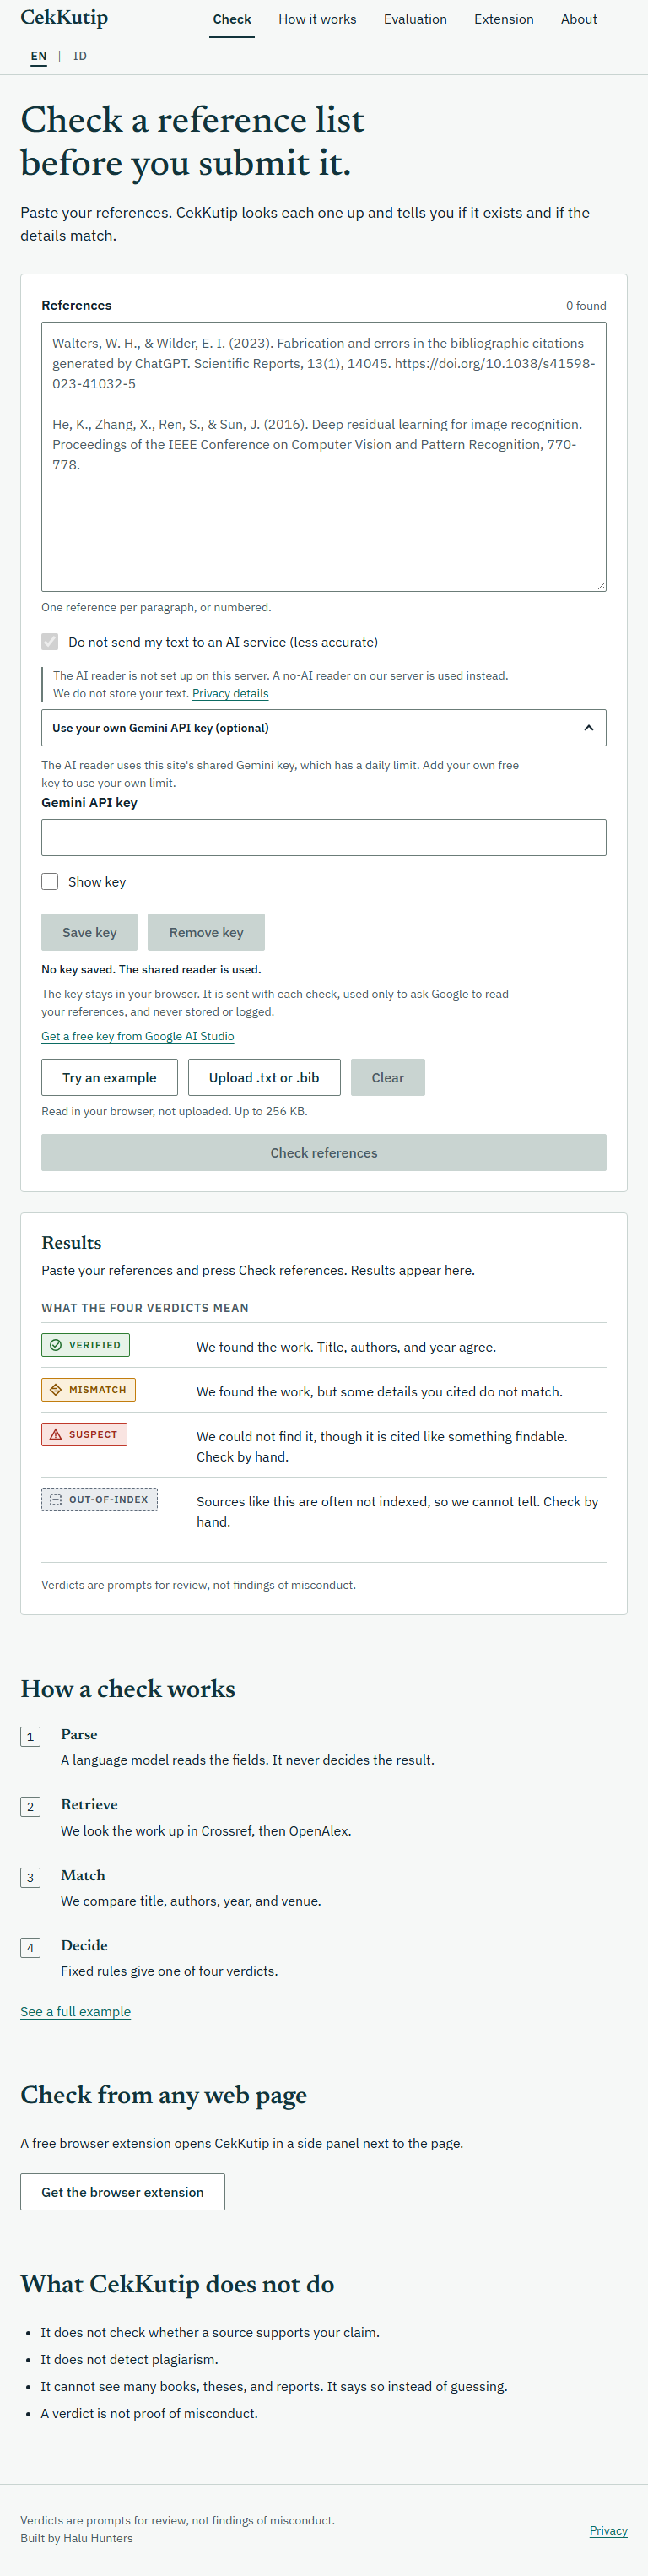 CekKutip
Check
How it works
Evaluation
Extension
About
EN | ID
Check a reference list
before you submit it.
Paste your references. CekKutip looks each one up and tells you if it exists and if the
details match.
References
0 found
Walters, W. H., & Wilder, E. I. (2023). Fabrication and errors in the bibliographic citations
generated by ChatGPT. Scientific Reports, 13(1), 14045. https://doi.org/10.1038/s41598-
023-41032-5
He, K., Zhang, X., Ren, S., & Sun, J. (2016). Deep residual learning for image recognition.
Proceedings of the IEEE Conference on Computer Vision and Pattern Recognition, 770-
778.
One reference per paragraph, or numbered.
Do not send my text to an AI service (less accurate)
The AI reader is not set up on this server. A no-AI reader on our server is used instead.
We do not store your text. Privacy details
Use your own Gemini API key (optional)
The AI reader uses this site's shared Gemini key, which has a daily limit. Add your own free
key to use your own limit.
Gemini API key
Show key
Save key
Remove key
No key saved. The shared reader is used.
The key stays in your browser. It is sent with each check, used only to ask Google to read
your references, and never stored or logged.
Get a free key from Google AI Studio
Try an example
Upload .txt or .bib
Clear
Read in your browser, not uploaded. Up to 256 KB.
Check references
Results
Paste your references and press Check references. Results appear here.
WHAT THE FOUR VERDICTS MEAN
VERIFIED
We found the work. Title, authors, and year agree.
MISMATCH
We found the work, but some details you cited do not match.
SUSPECT
We could not find it, though it is cited like something findable.
Check by hand.
OUT-OF-INDEX
Sources like this are often not indexed, so we cannot tell. Check by
hand.
Verdicts are prompts for review, not findings of misconduct.
How a check works
1
Parse
A language model reads the fields. It never decides the result.
2
Retrieve
We look the work up in Crossref, then OpenAlex.
3
Match
We compare title, authors, year, and venue.
4
Decide
Fixed rules give one of four verdicts.
See a full example
Check from any web page
A free browser extension opens CekKutip in a side panel next to the page.
Get the browser extension
What CekKutip does not do
• It does not check whether a source supports your claim.
• It does not detect plagiarism.
• It cannot see many books, theses, and reports. It says so instead of guessing.
• A verdict is not proof of misconduct.
Verdicts are prompts for review, not findings of misconduct.
Built by Halu Hunters
Privacy